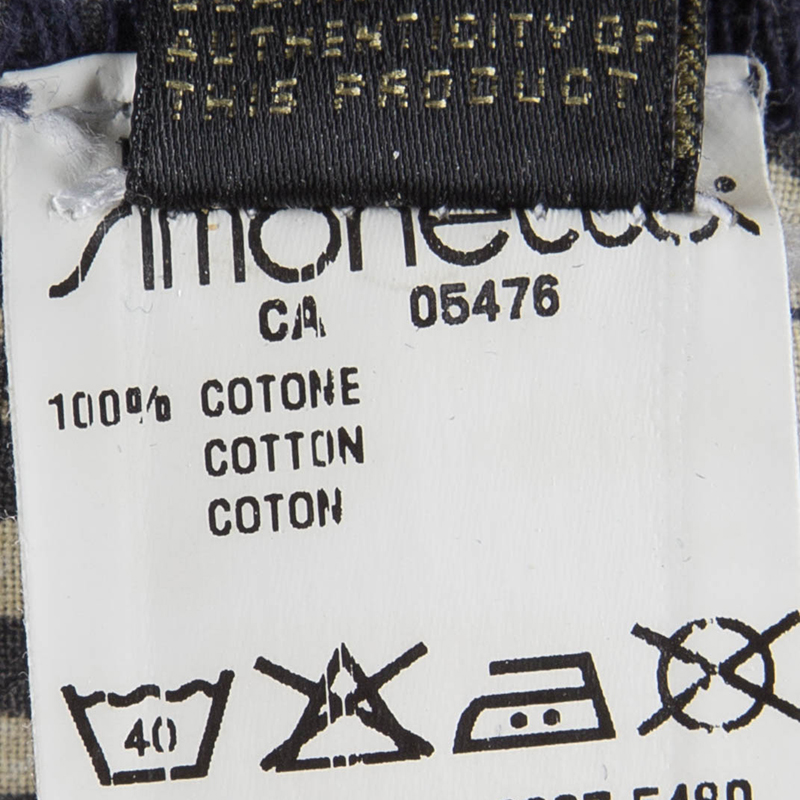 AUTHENTICITY OF
THIS PRODUCT.
simonetta
CA 05476
100% COTONE
COTTON
COTON
40